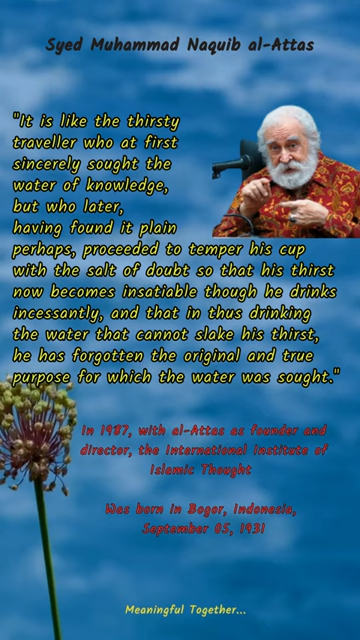 Syed Muhammad Naquib al-Attas
"It is like the thirsty
traveller who at first
sincerely sought the
water of knowledge,
but who later,
having found it plain
perhaps, proceeded to temper his cup
with the salt of doubt so that his thirst
now becomes insatiable though he drinks
incessantly, and that in thus drinking
the water that cannot slake his thirst,
he has forgotten the original and true
purpose for which the water was sought."
In 1987, with al-Attas as founder and
director, the International Institute of
Islamic Thought
Was born in Bogor, Indonesia,
September 05, 1931
Meaningful Together...